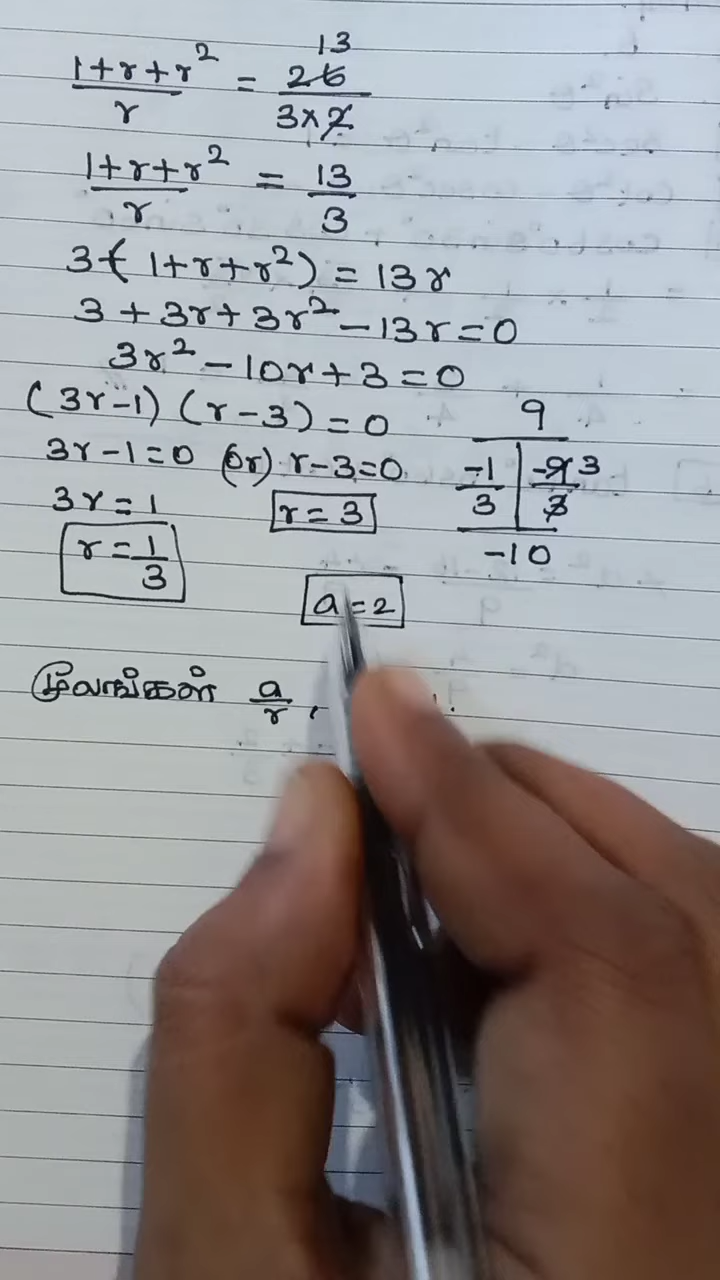 13
(1+r+r²)/r = 26/(3×2)
(1+r+r²)/r = 13/3
3(1+r+r²) = 13r
3 + 3r + 3r² - 13r = 0
3r² - 10r + 3 = 0
(3r-1) (r-3) = 0
9
3r-1=0 (or) r-3=0
-1/3 | -9/3 3
3r = 1
r = 3
-10
r = 1/3
a = 2
மூலங்கள் a/r ,